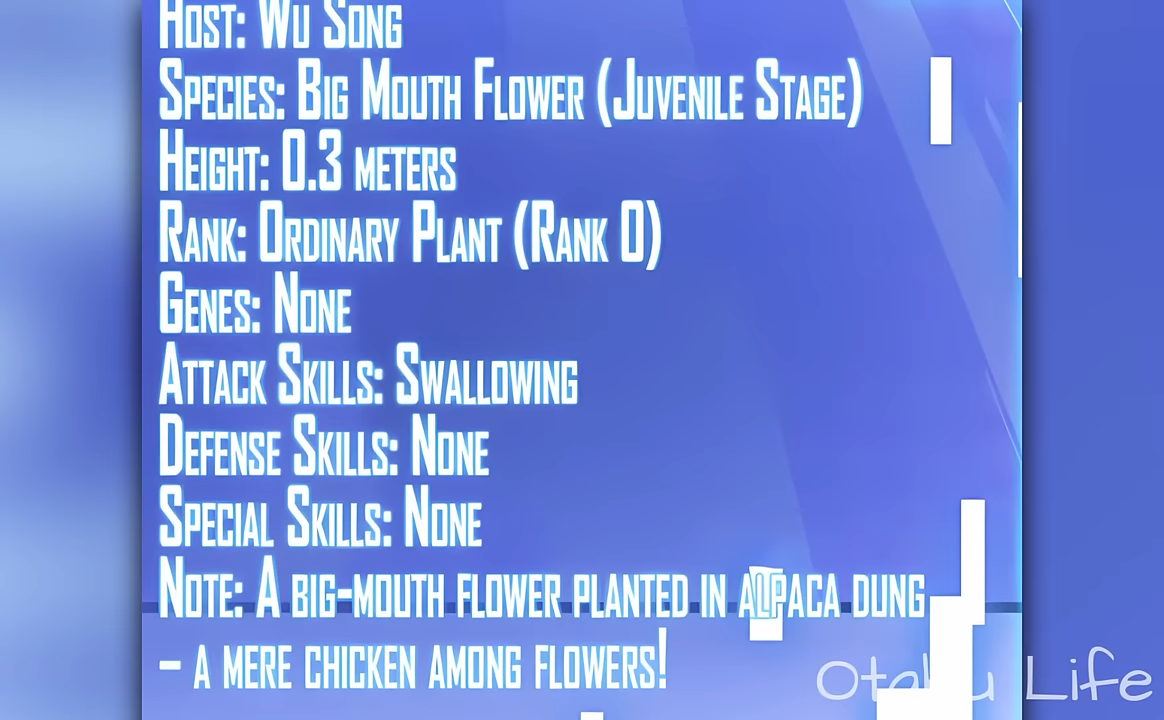 Host: Wu Song
Species: Big Mouth Flower (Juvenile Stage)
Height: 0.3 meters
Rank: Ordinary Plant (Rank 0)
Genes: None
Attack Skills: Swallowing
Defense Skills: None
Special Skills: None
Note: A big-mouth flower planted in alpaca dung
– a mere chicken among flowers!
Otaku Life